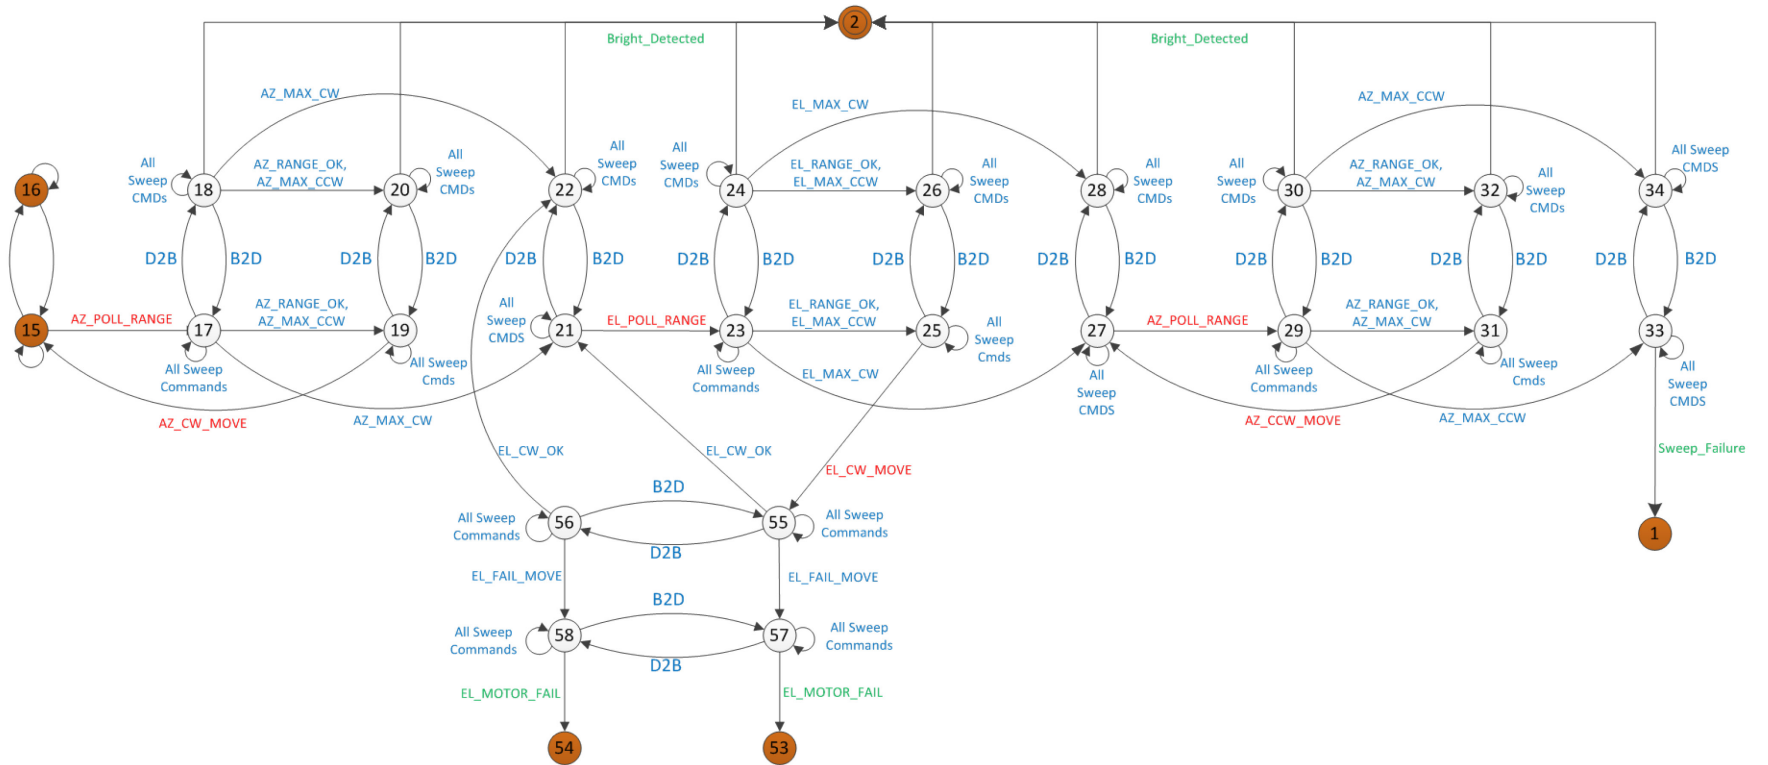 2
Bright_Detected
Bright_Detected
AZ_MAX_CW
EL_MAX_CW
AZ_MAX_CCW
16
All
Sweep
CMDs
18
AZ_RANGE_OK,
AZ_MAX_CCW
20
All
Sweep
CMDs
22
All
Sweep
CMDs
All
Sweep
CMDs
24
EL_RANGE_OK,
EL_MAX_CCW
26
All
Sweep
CMDs
28
All
Sweep
CMDs
All
Sweep
CMDs
30
AZ_RANGE_OK,
AZ_MAX_CW
32
All
Sweep
CMDs
34
All Sweep
CMDS
D2B
B2D
D2B
B2D
D2B
B2D
D2B
B2D
D2B
B2D
D2B
B2D
D2B
B2D
D2B
B2D
D2B
B2D
15
AZ_POLL_RANGE
17
AZ_RANGE_OK,
AZ_MAX_CCW
19
All
Sweep
CMDS
21
EL_POLL_RANGE
23
EL_RANGE_OK,
EL_MAX_CCW
25
All
Sweep
Cmds
27
AZ_POLL_RANGE
29
AZ_RANGE_OK,
AZ_MAX_CW
31
33
All Sweep
Commands
All Sweep
Cmds
All Sweep
Commands
EL_MAX_CW
All
Sweep
CMDS
All Sweep
Commands
All Sweep
Cmds
All
Sweep
CMDS
AZ_CW_MOVE
AZ_MAX_CW
AZ_CCW_MOVE
AZ_MAX_CCW
EL_CW_OK
EL_CW_OK
EL_CW_MOVE
Sweep_Failure
B2D
All Sweep
Commands
56
55
All Sweep
Commands
D2B
1
EL_FAIL_MOVE
EL_FAIL_MOVE
B2D
All Sweep
Commands
58
57
All Sweep
Commands
D2B
EL_MOTOR_FAIL
EL_MOTOR_FAIL
54
53